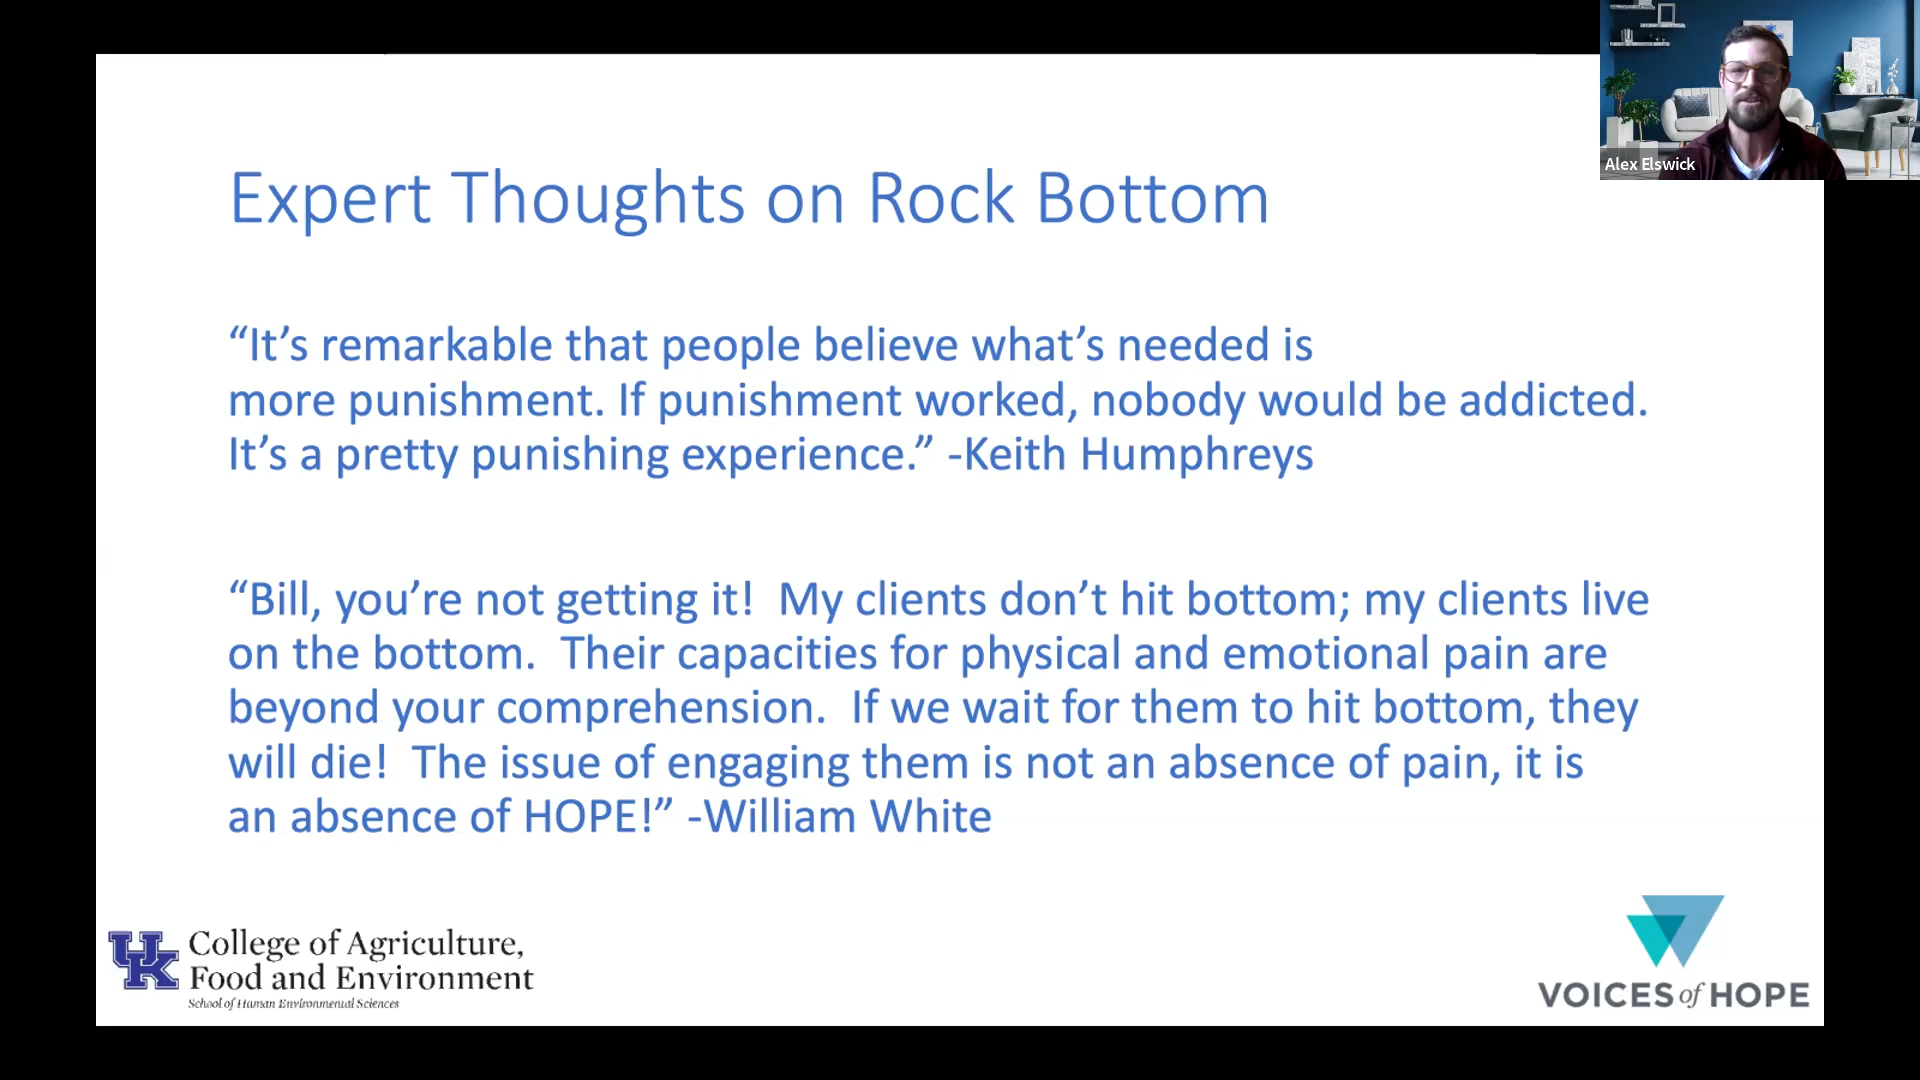 Alex Elswick
Expert Thoughts on Rock Bottom
“It’s remarkable that people believe what’s needed is
more punishment. If punishment worked, nobody would be addicted.
It’s a pretty punishing experience.” -Keith Humphreys
“Bill, you’re not getting it!  My clients don’t hit bottom; my clients live
on the bottom.  Their capacities for physical and emotional pain are
beyond your comprehension.  If we wait for them to hit bottom, they
will die!  The issue of engaging them is not an absence of pain, it is
an absence of HOPE!” -William White
UK
College of Agriculture,
Food and Environment
School of Human Environmental Sciences
VOICES of HOPE